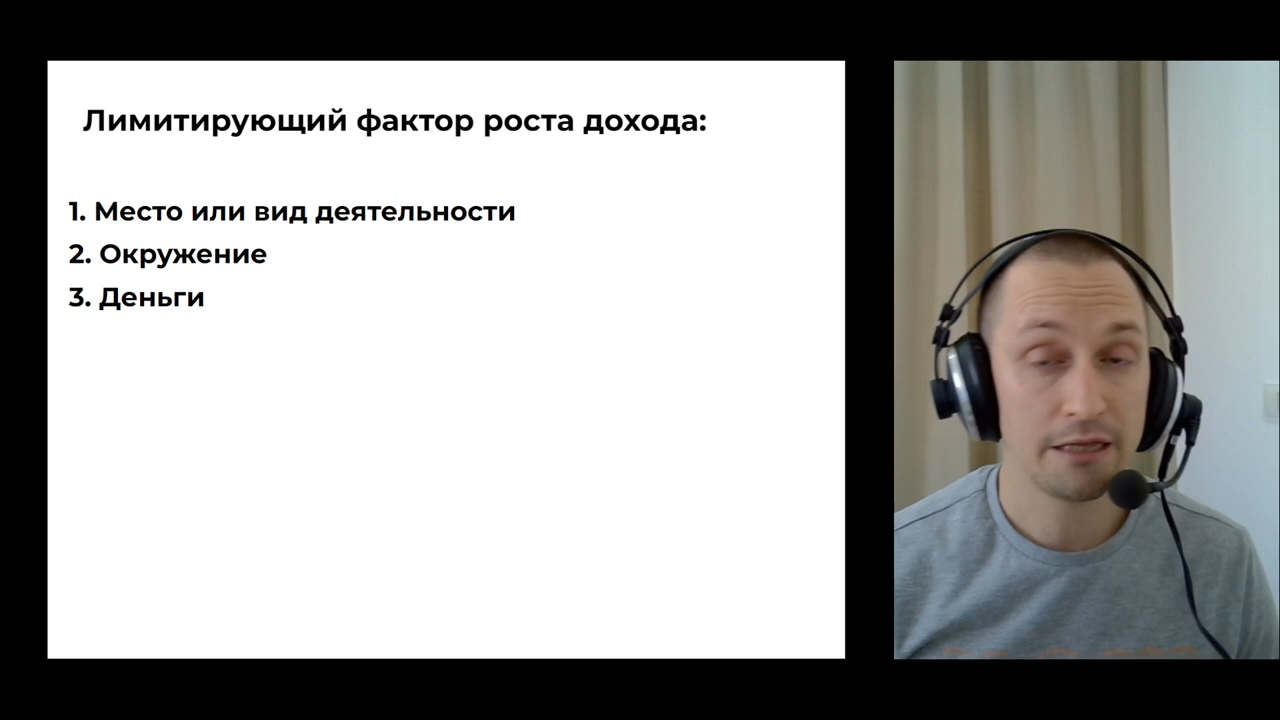 Лимитирующий фактор роста дохода:
1. Место или вид деятельности
2. Окружение
3. Деньги